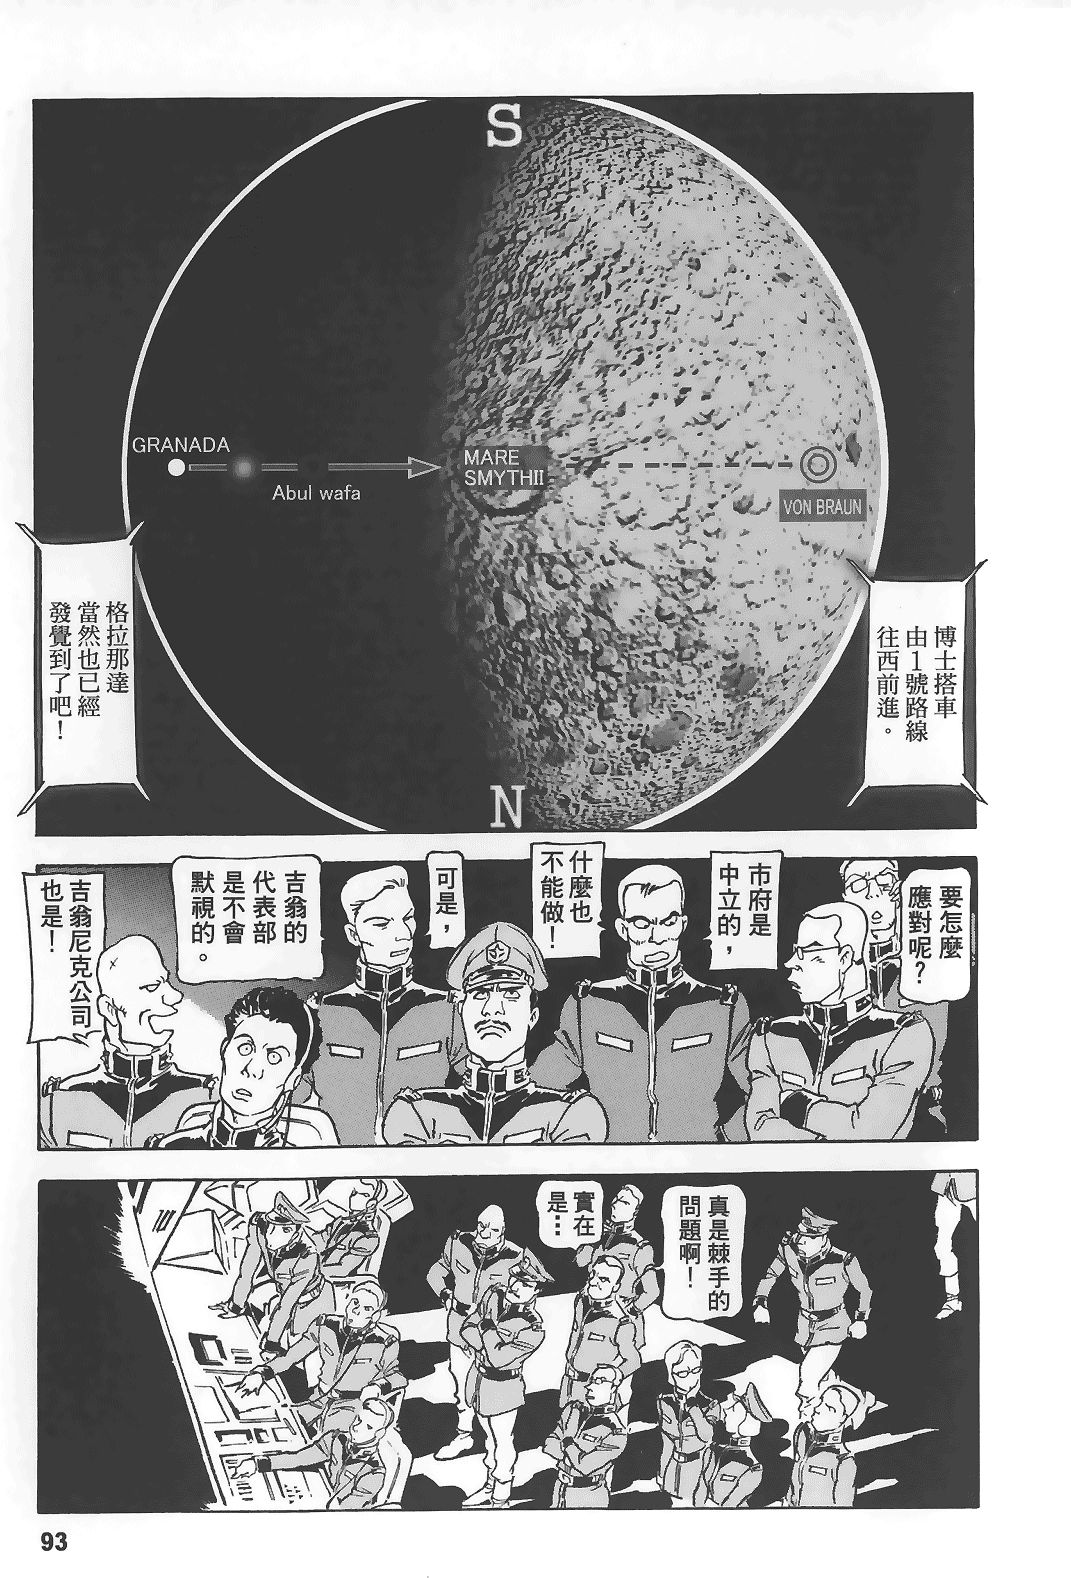 S
GRANADA
Abul wafa
MARE
SMYTHII
VON BRAUN
N
博士搭車
由1號路線
往西前進。
格拉那達
當然也已經
發覺到了吧！
要怎麼
應對呢？
市府是
中立的，
什麼也
不能做！
可是，
吉翁的
代表部
是不會
默視的。
吉翁尼克公司
也是！
真是棘手的
問題啊！
實在
是…
93